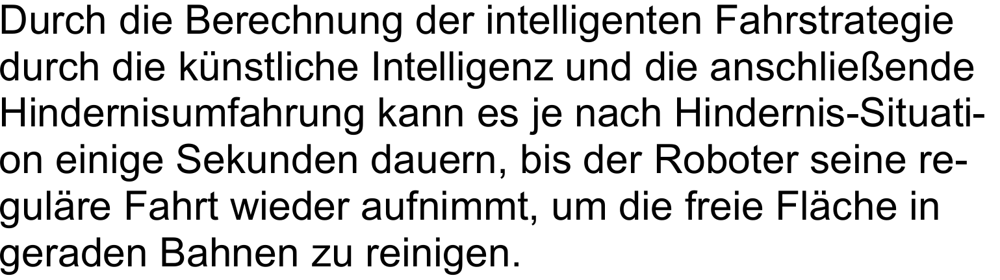 Durch die Berechnung der intelligenten Fahrstrategie
durch die künstliche Intelligenz und die anschließende
Hindernisumfahrung kann es je nach Hindernis-Situati-
on einige Sekunden dauern, bis der Roboter seine re-
guläre Fahrt wieder aufnimmt, um die freie Fläche in
geraden Bahnen zu reinigen.